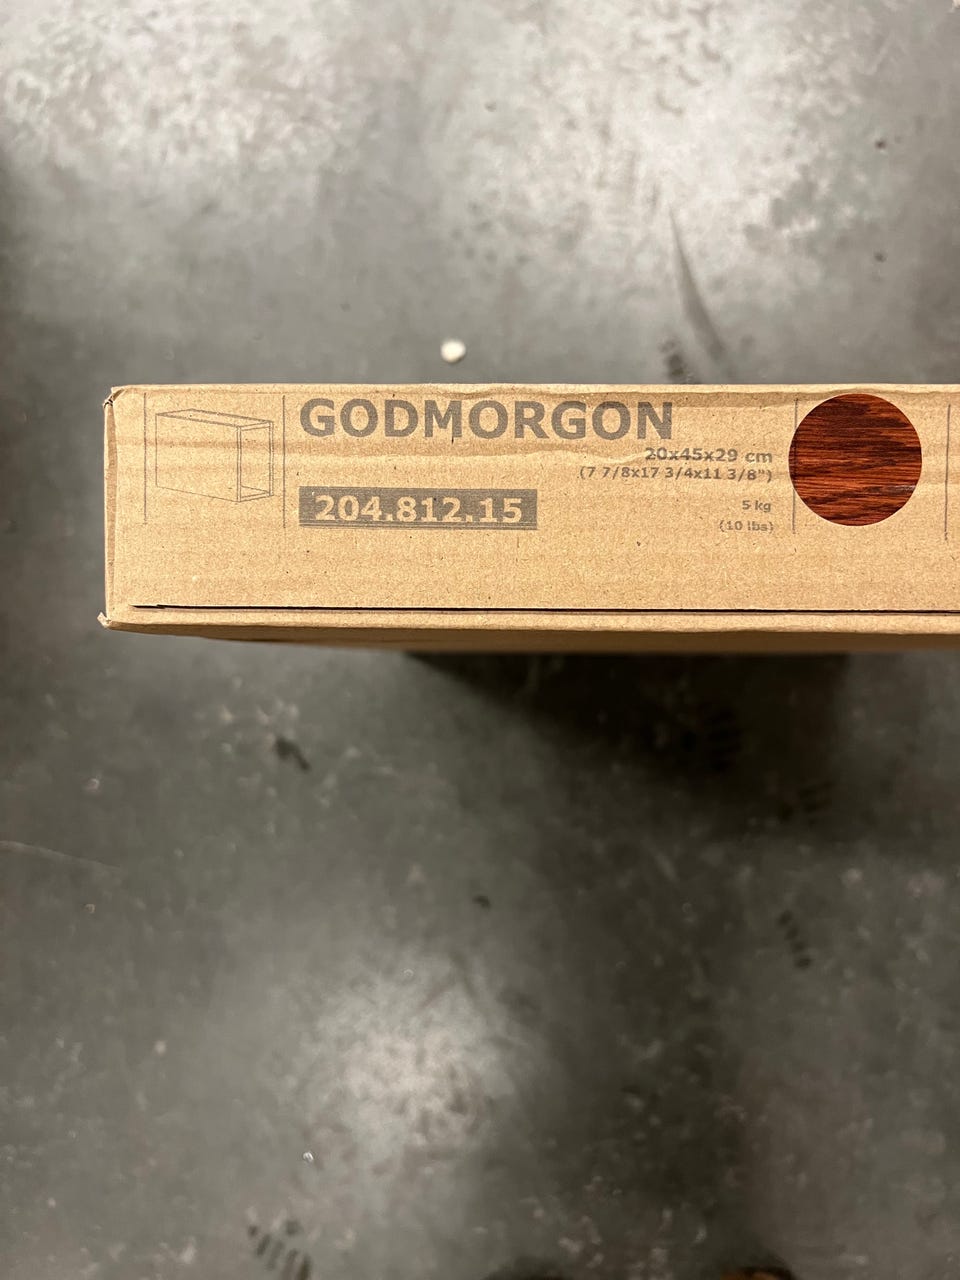 GODMORGON
20x45x29 cm
(7 7/8x17 3/4x11 3/8")
204.812.15
5 kg
(10 lbs)